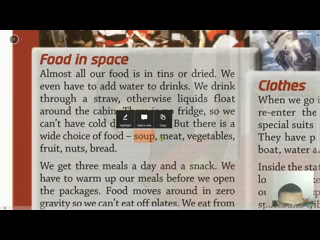 Food in space
Almost all our food is in tins or dried. We
even have to add water to drinks. We drink
through a straw, otherwise liquids float
around the cabin. There is no fridge, so we
can't have cold d But there is a
wide choice of food – soup, meat, vegetables,
fruit, nuts, bread.
We get three meals a day and a snack. We
have to warm up our meals before we open
the packages. Food moves around in zero
gravity so we can't eat off plates. We eat from
Clothes
When we go i
re-enter the
special suits
They have p
boat, water a
Inside the stat